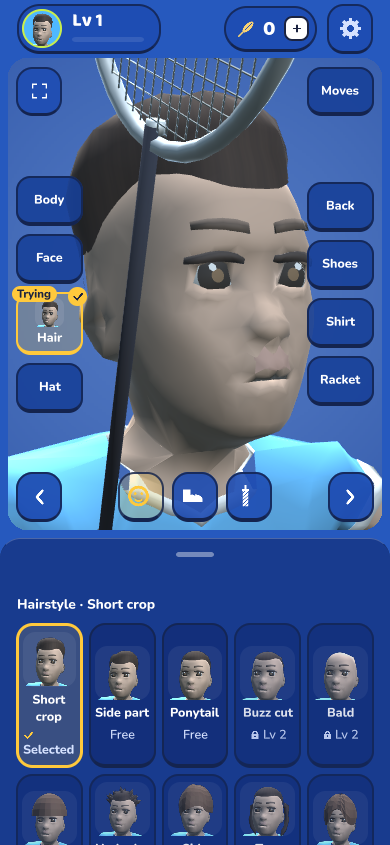 Lv 1
0
+
Moves
Body
Back
Face
Shoes
Trying
Hair
Shirt
Hat
Racket
Hairstyle · Short crop
Short crop
Selected
Side part
Free
Ponytail
Free
Buzz cut
Lv 2
Bald
Lv 2